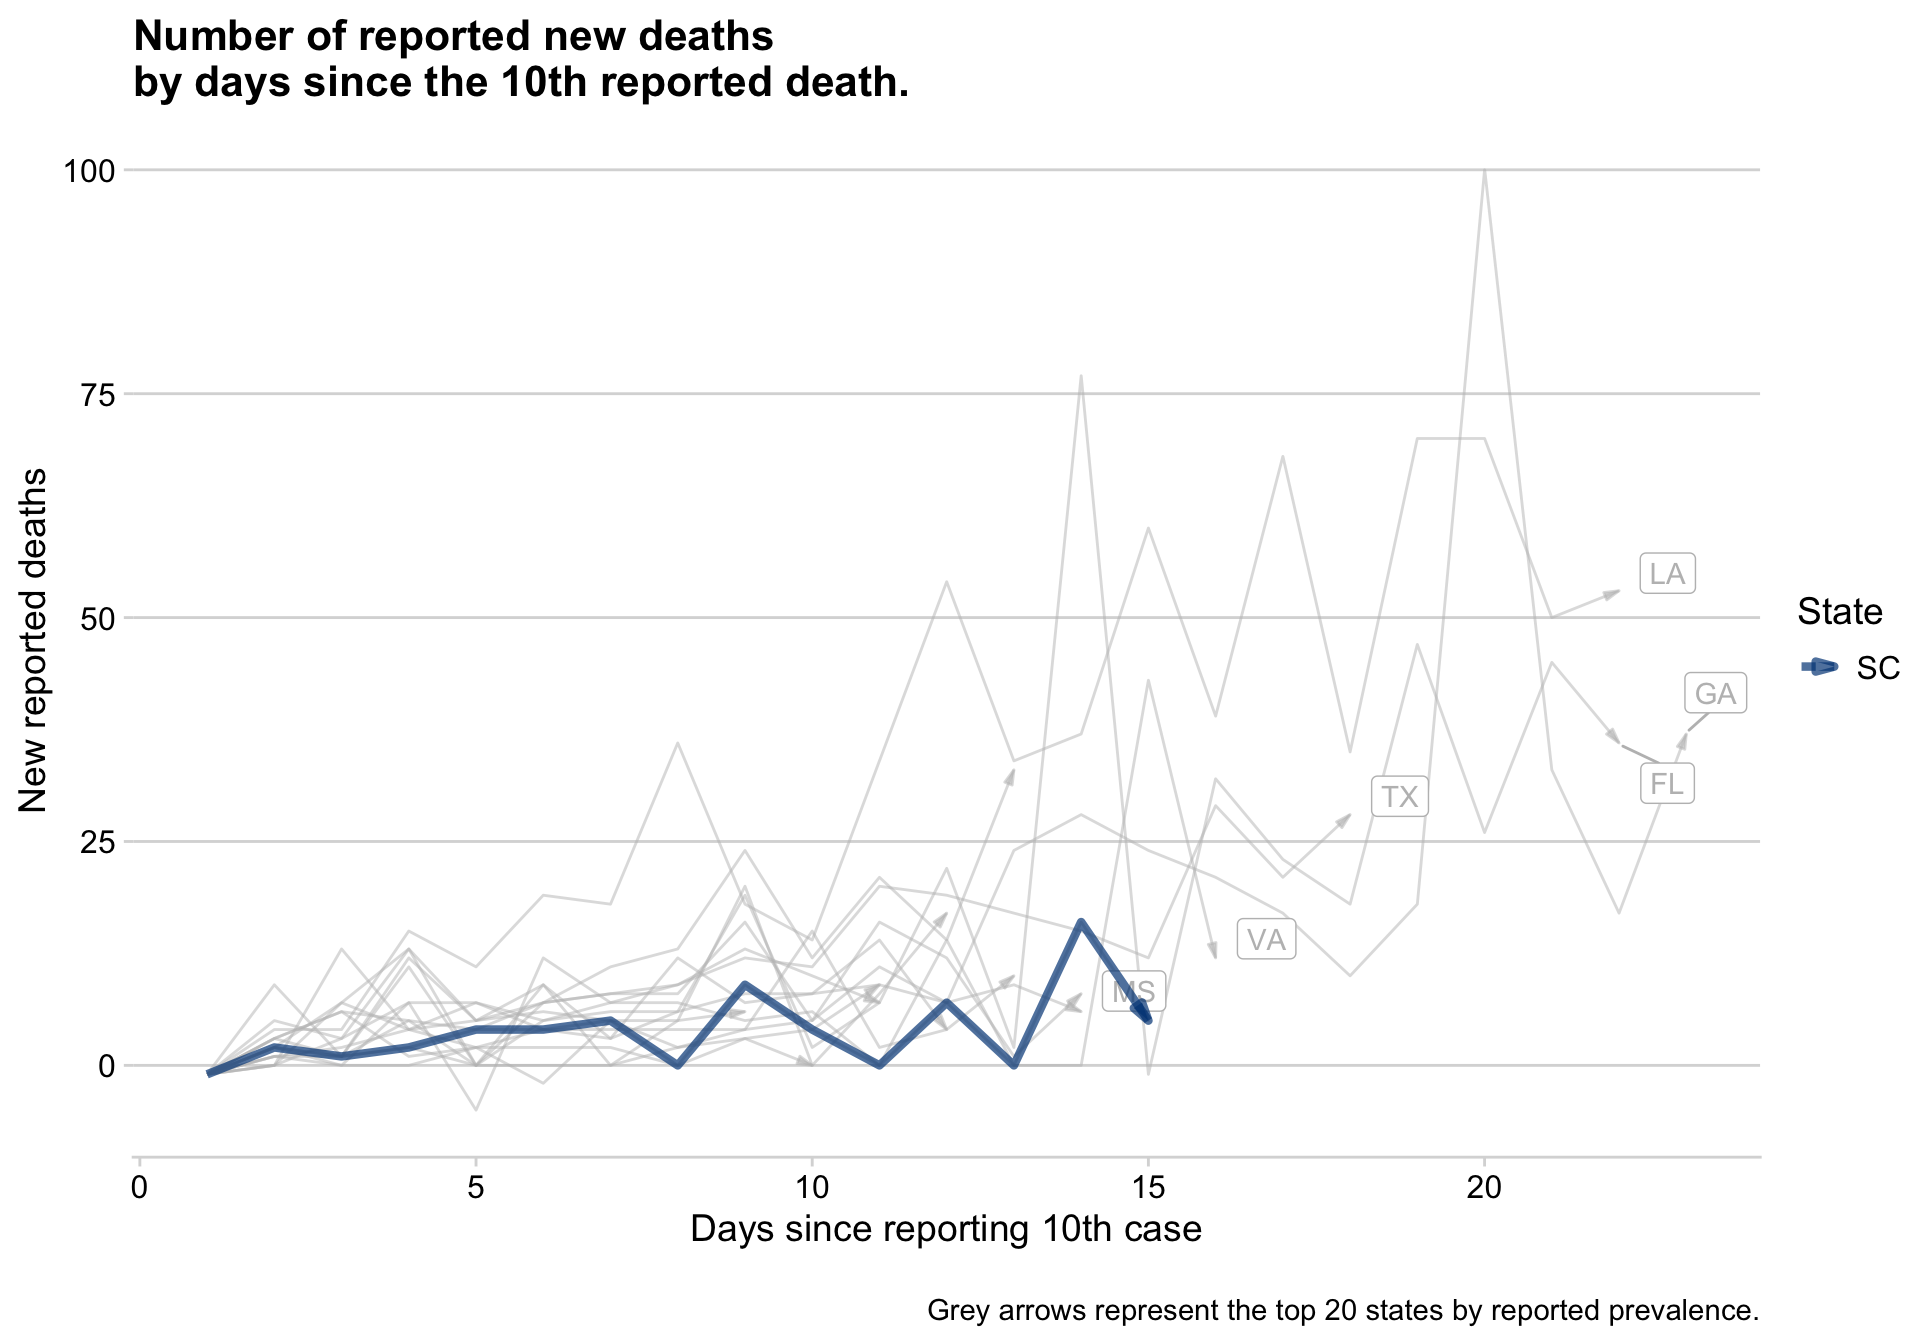 Number of reported new deaths
by days since the 10th reported death.
100
75
50
25
0
New reported deaths
LA
GA
FL
TX
VA
MS
State
SC
0 5 10 15 20
Days since reporting 10th case
Grey arrows represent the top 20 states by reported prevalence.